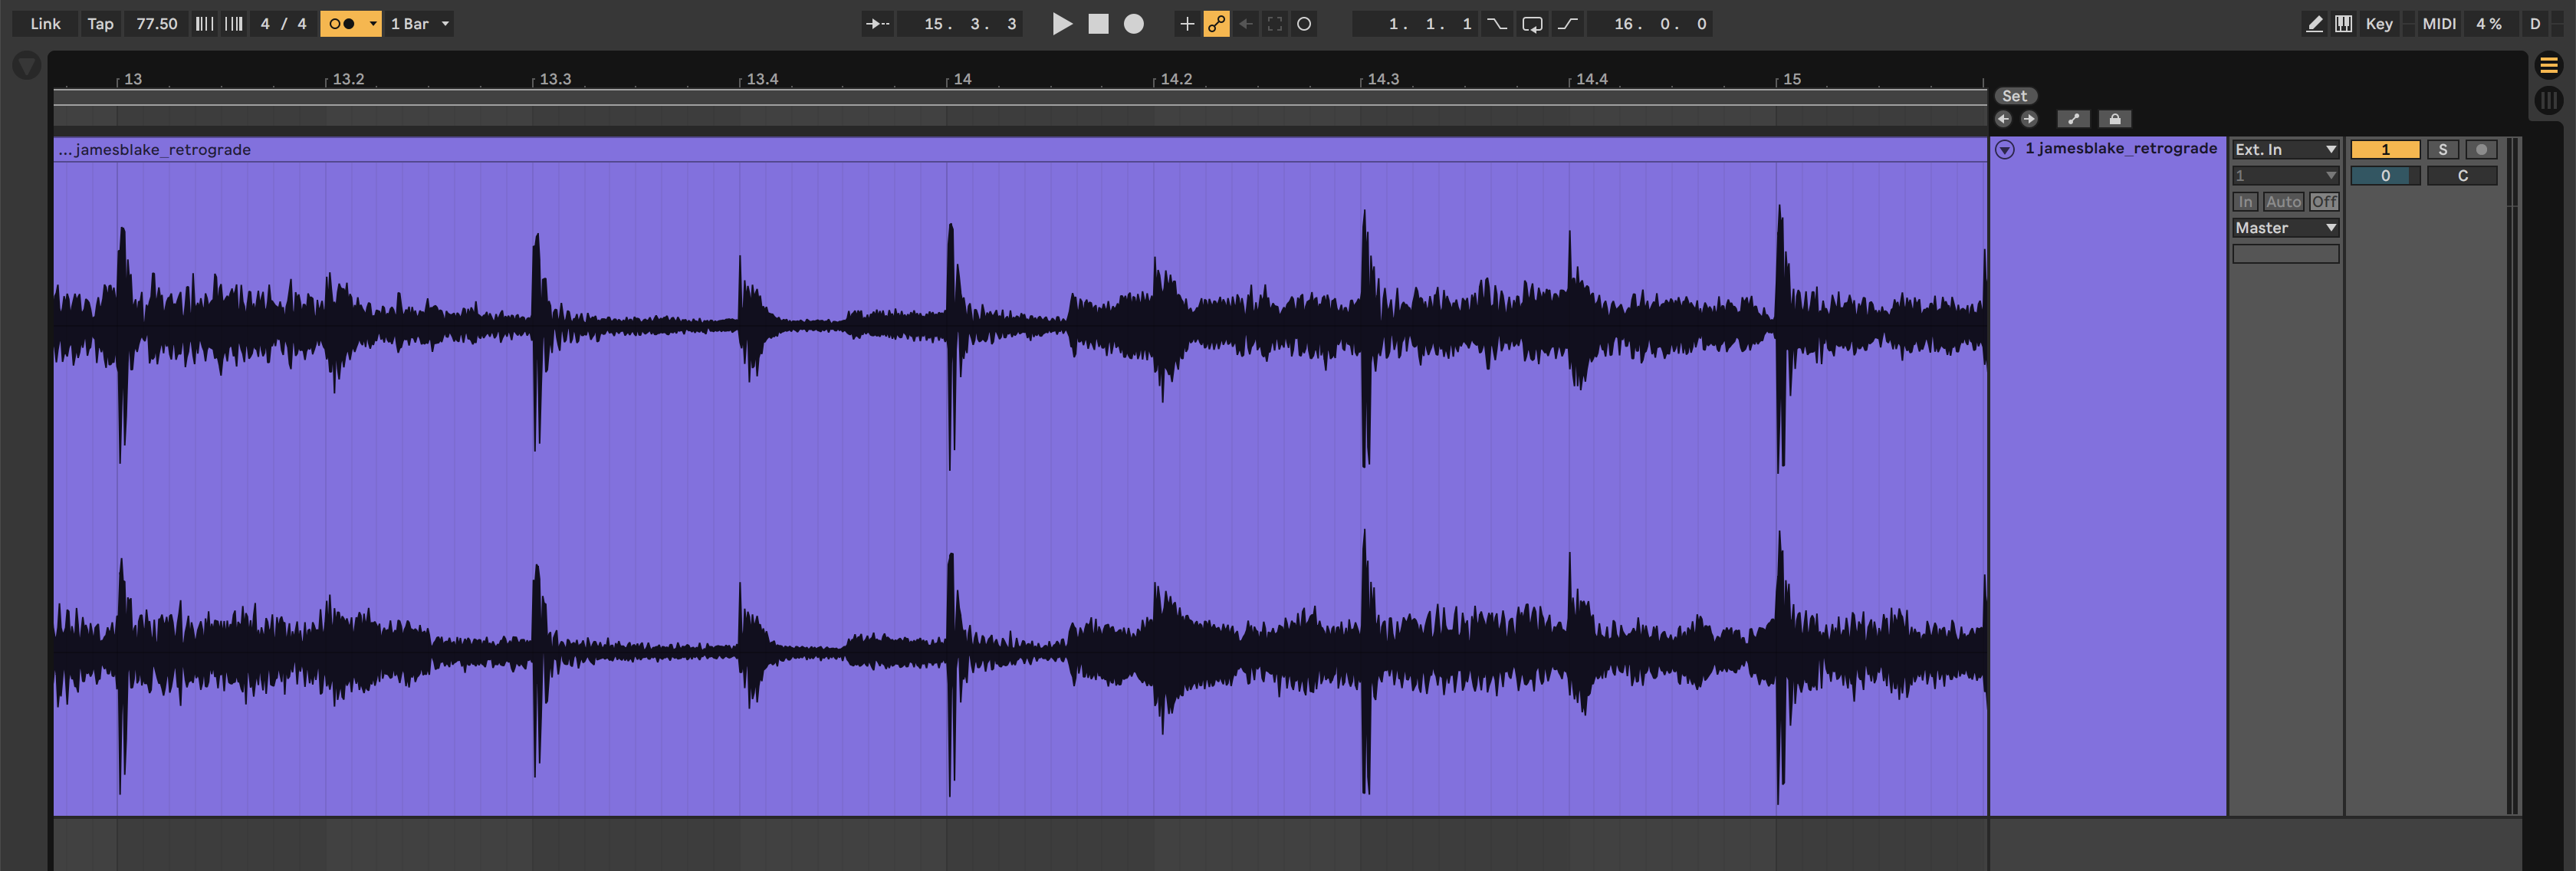 Link Tap 77.50 4 / 4 1 Bar 15. 3. 3 1. 1. 1 16. 0. 0 Key MIDI 4 % D
13 13.2 13.3 13.4 14 14.2 14.3 14.4 15
Set
...jamesblake_retrograde 1 jamesblake_retrograde Ext. In 1 S
1 0 C
In Auto Off
Master